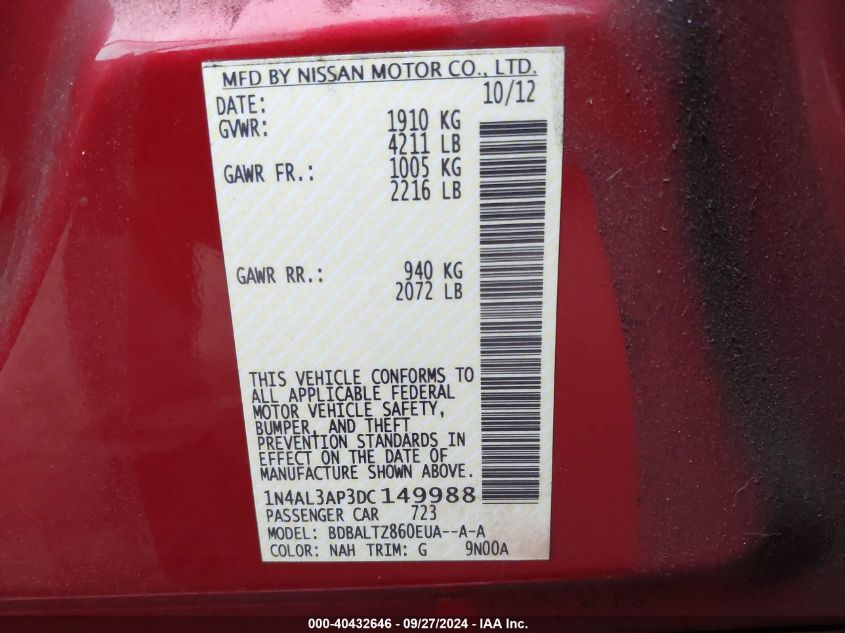 MFD BY NISSAN MOTOR CO., LTD.
DATE: 10/12
GVWR: 1910 KG
4211 LB
GAWR FR.: 1005 KG
2216 LB
GAWR RR.: 940 KG
2072 LB
THIS VEHICLE CONFORMS TO
ALL APPLICABLE FEDERAL
MOTOR VEHICLE SAFETY,
BUMPER, AND THEFT
PREVENTION STANDARDS IN
EFFECT ON THE DATE OF
MANUFACTURE SHOWN ABOVE.
1N4AL3AP3DC149988
PASSENGER CAR 723
MODEL: BDBALTZ860EUA--A-A
COLOR: NAH TRIM: G 9N00A
000-40432646 - 09/27/2024 - IAA Inc.